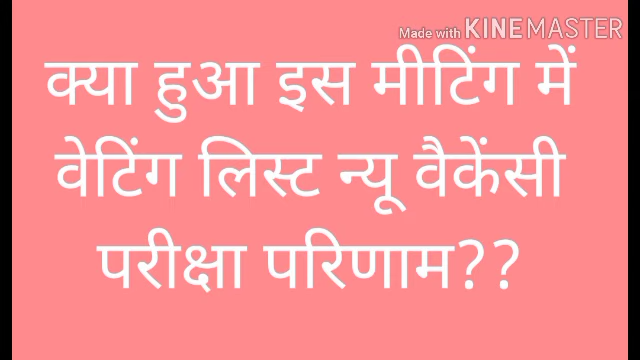 Made with KINEMASTER
क्या हुआ इस मीटिंग में
वेटिंग लिस्ट न्यू वैकेंसी
परीक्षा परिणाम??